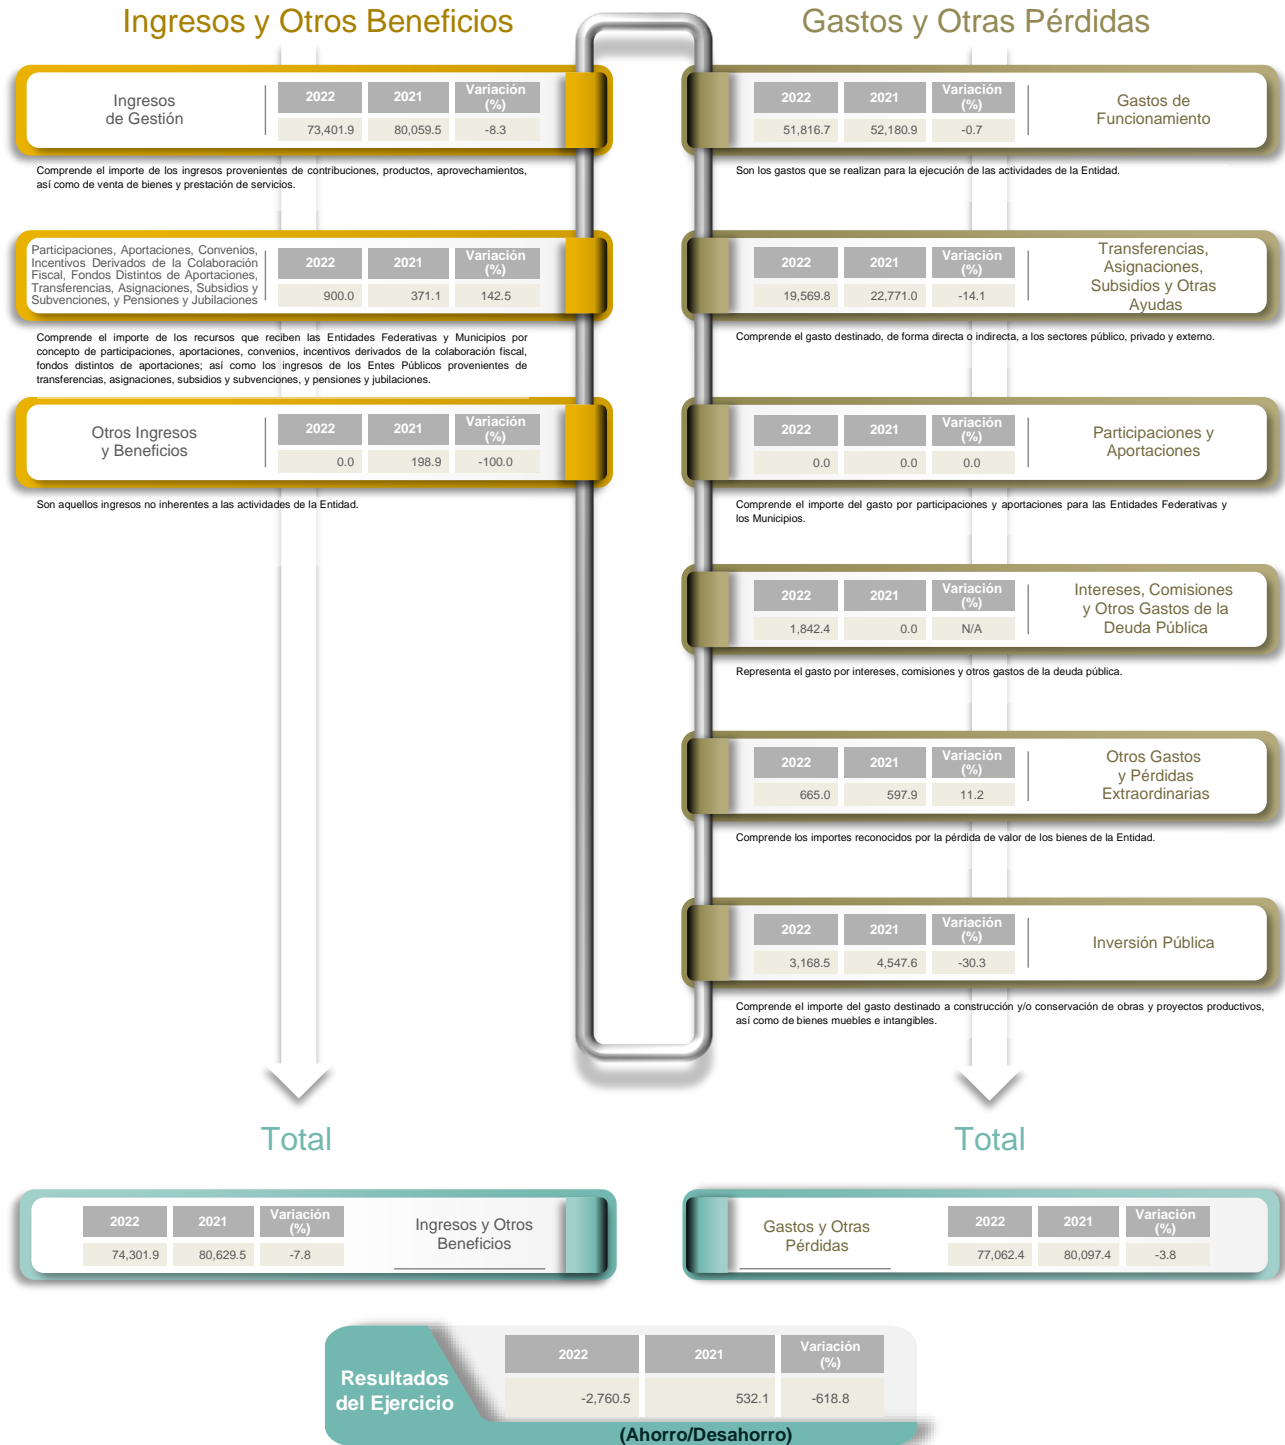 Ingresos y Otros Beneficios
Ingresos
de Gestión
2022 2021 Variación
(%)
73,401.9 80,059.5 -8.3
Comprende el importe de los ingresos provenientes de contribuciones, productos, aprovechamientos,
así como de venta de bienes y prestación de servicios.
Participaciones, Aportaciones, Convenios,
Incentivos Derivados de la Colaboración
Fiscal, Fondos Distintos de Aportaciones,
Transferencias, Asignaciones, Subsidios y
Subvenciones, y Pensiones y Jubilaciones
2022 2021 Variación
(%)
900.0 371.1 142.5
Comprende el importe de los recursos que reciben las Entidades Federativas y Municipios por
concepto de participaciones, aportaciones, convenios, incentivos derivados de la colaboración fiscal,
fondos distintos de aportaciones; así como los ingresos de los Entes Públicos provenientes de
transferencias, asignaciones, subsidios y subvenciones, y pensiones y jubilaciones.
Otros Ingresos
y Beneficios
2022 2021 Variación
(%)
0.0 198.9 -100.0
Son aquellos ingresos no inherentes a las actividades de la Entidad.
Gastos y Otras Pérdidas
2022 2021 Variación
(%)
51,816.7 52,180.9 -0.7
Gastos de
Funcionamiento
Son los gastos que se realizan para la ejecución de las actividades de la Entidad.
2022 2021 Variación
(%)
19,569.8 22,771.0 -14.1
Transferencias,
Asignaciones,
Subsidios y Otras
Ayudas
Comprende el gasto destinado, de forma directa o indirecta, a los sectores público, privado y externo.
2022 2021 Variación
(%)
0.0 0.0 0.0
Participaciones y
Aportaciones
Comprende el importe del gasto por participaciones y aportaciones para las Entidades Federativas y
los Municipios.
2022 2021 Variación
(%)
1,842.4 0.0 N/A
Intereses, Comisiones
y Otros Gastos de la
Deuda Pública
Representa el gasto por intereses, comisiones y otros gastos de la deuda pública.
2022 2021 Variación
(%)
665.0 597.9 11.2
Otros Gastos
y Pérdidas
Extraordinarias
Comprende los importes reconocidos por la pérdida de valor de los bienes de la Entidad.
2022 2021 Variación
(%)
3,168.5 4,547.6 -30.3
Inversión Pública
Comprende el importe del gasto destinado a construcción y/o conservación de obras y proyectos productivos,
así como de bienes muebles e intangibles.
Total
2022 2021 Variación
(%)
74,301.9 80,629.5 -7.8
Ingresos y Otros
Beneficios
Total
Gastos y Otras
Pérdidas
2022 2021 Variación
(%)
77,062.4 80,097.4 -3.8
Resultados
del Ejercicio
2022 2021 Variación
(%)
-2,760.5 532.1 -618.8
(Ahorro/Desahorro)